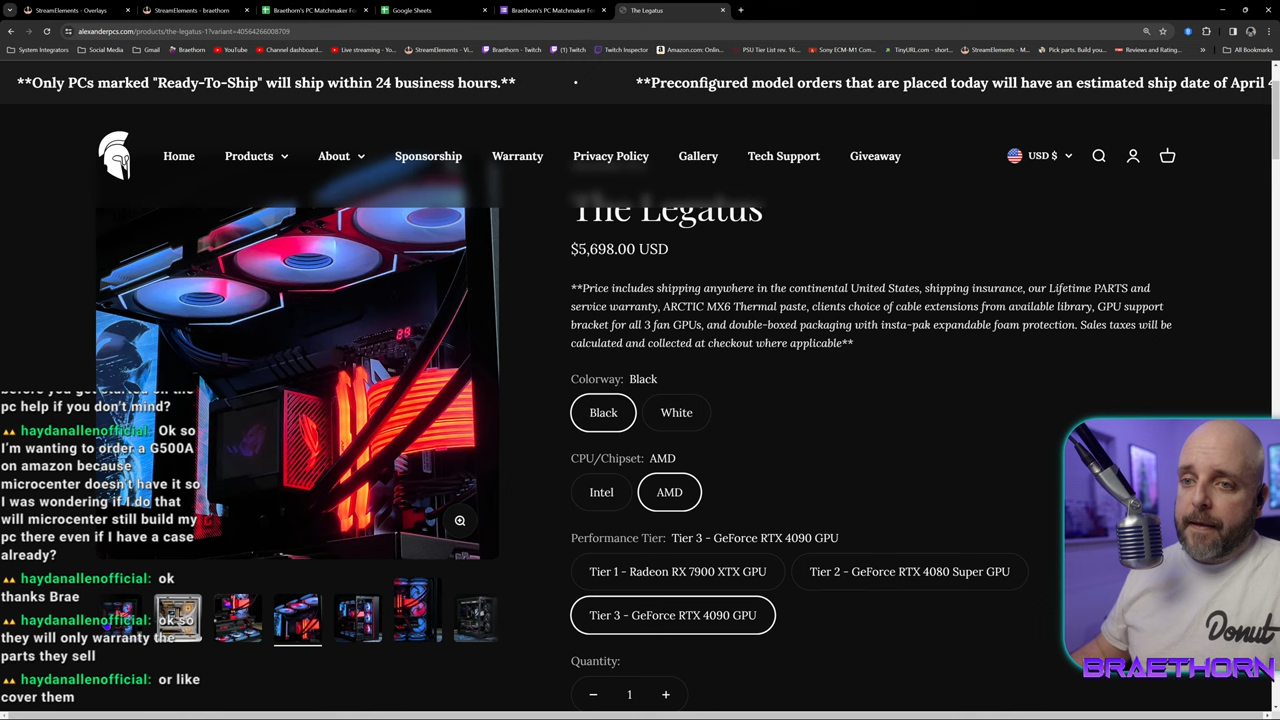 StreamElements - Overlays
StreamElements - braethorn
Braethorn's PC Matchmaker Fo
Google Sheets
Braethorn's PC Matchmaker Fo
The Legatus
alexanderpcs.com/products/the-legatus-1?variant=40564266008709
System Integrators
Social Media
Gmail
Braethorn
YouTube
Channel dashboard...
Live streaming - Yo...
StreamElements - Vi...
Braethorn - Twitch
(1) Twitch
Twitch Inspector
Amazon.com: Onlin...
PSU Tier List rev. 16....
Sony ECM-M1 Com...
TinyURL.com - short...
StreamElements - M...
Pick parts. Build you...
Reviews and Rating...
All Bookmarks
**Only PCs marked "Ready-To-Ship" will ship within 24 business hours.**
**Preconfigured model orders that are placed today will have an estimated ship date of April 4
Home
Products
About
Sponsorship
Warranty
Privacy Policy
Gallery
Tech Support
Giveaway
USD $
The Legatus
$5,698.00 USD
**Price includes shipping anywhere in the continental United States, shipping insurance, our Lifetime PARTS and
service warranty, ARCTIC MX6 Thermal paste, clients choice of cable extensions from available library, GPU support
bracket for all 3 fan GPUs, and double-boxed packaging with insta-pak expandable foam protection. Sales taxes will be
calculated and collected at checkout where applicable**
Colorway: Black
Black
White
CPU/Chipset: AMD
Intel
AMD
Performance Tier: Tier 3 - GeForce RTX 4090 GPU
Tier 1 - Radeon RX 7900 XTX GPU
Tier 2 - GeForce RTX 4080 Super GPU
Tier 3 - GeForce RTX 4090 GPU
Quantity:
1
before you get started on the
pc help if you don't mind?
haydanallenofficial: Ok so
I'm wanting to order a G500A
on amazon because
microcenter doesn't have it so
I was wondering if I do that
will microcenter still build my
pc there even if I have a case
already?
haydanallenofficial: ok
thanks Brae
haydanallenofficial: ok so
they will only warranty the
parts they sell
haydanallenofficial: or like
cover them
Donut
BRAETHORN